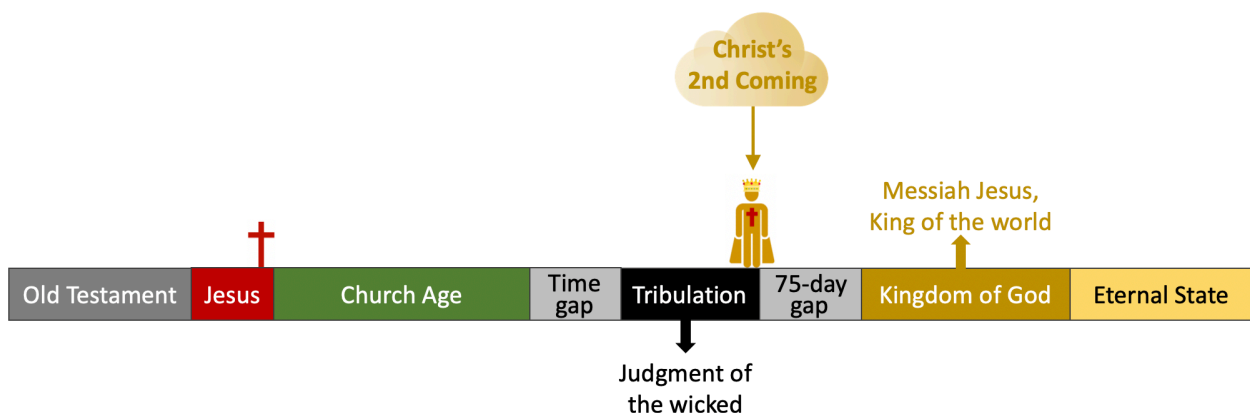 Christ's
2nd Coming
Messiah Jesus,
King of the world
Old Testament
Jesus
Church Age
Time
gap
Tribulation
75-day
gap
Kingdom of God
Eternal State
Judgment of
the wicked